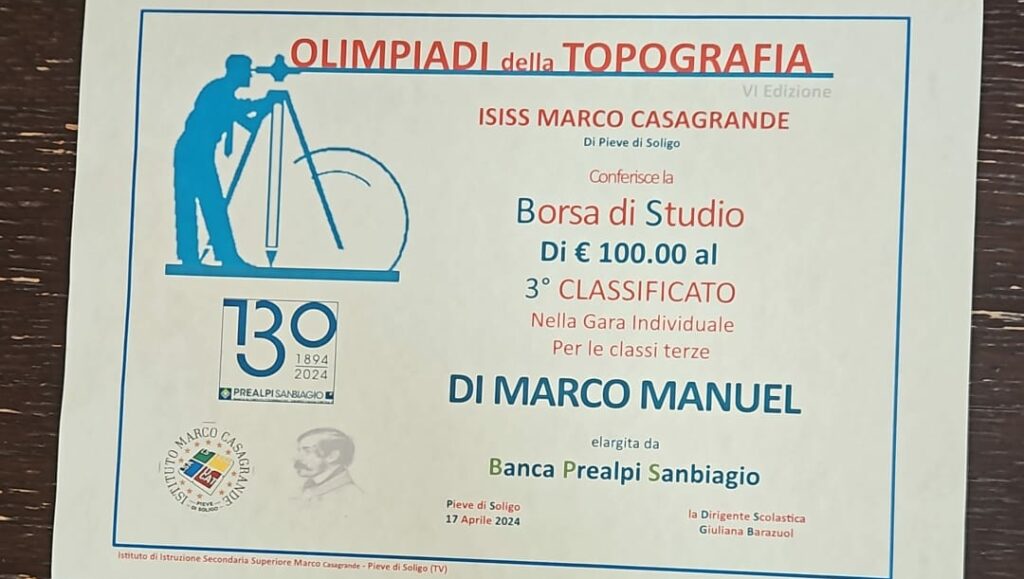 OLIMPIADI della TOPOGRAFIA
VI Edizione
ISISS MARCO CASAGRANDE
Di Pieve di Soligo
Conferisce la
Borsa di Studio
Di € 100.00 al
3° CLASSIFICATO
Nella Gara Individuale
Per le classi terze
DI MARCO MANUEL
elargita da
Banca Prealpi Sanbiagio
Pieve di Soligo
17 Aprile 2024
la Dirigente Scolastica
Giuliana Barazuol
130
1894
2024
PREALPI SANBIAGIO
ISTITUTO MARCO CASAGRANDE
PIEVE
DI SOLIGO
Istituto di Istruzione Secondaria Superiore Marco Casagrande - Pieve di Soligo (TV)